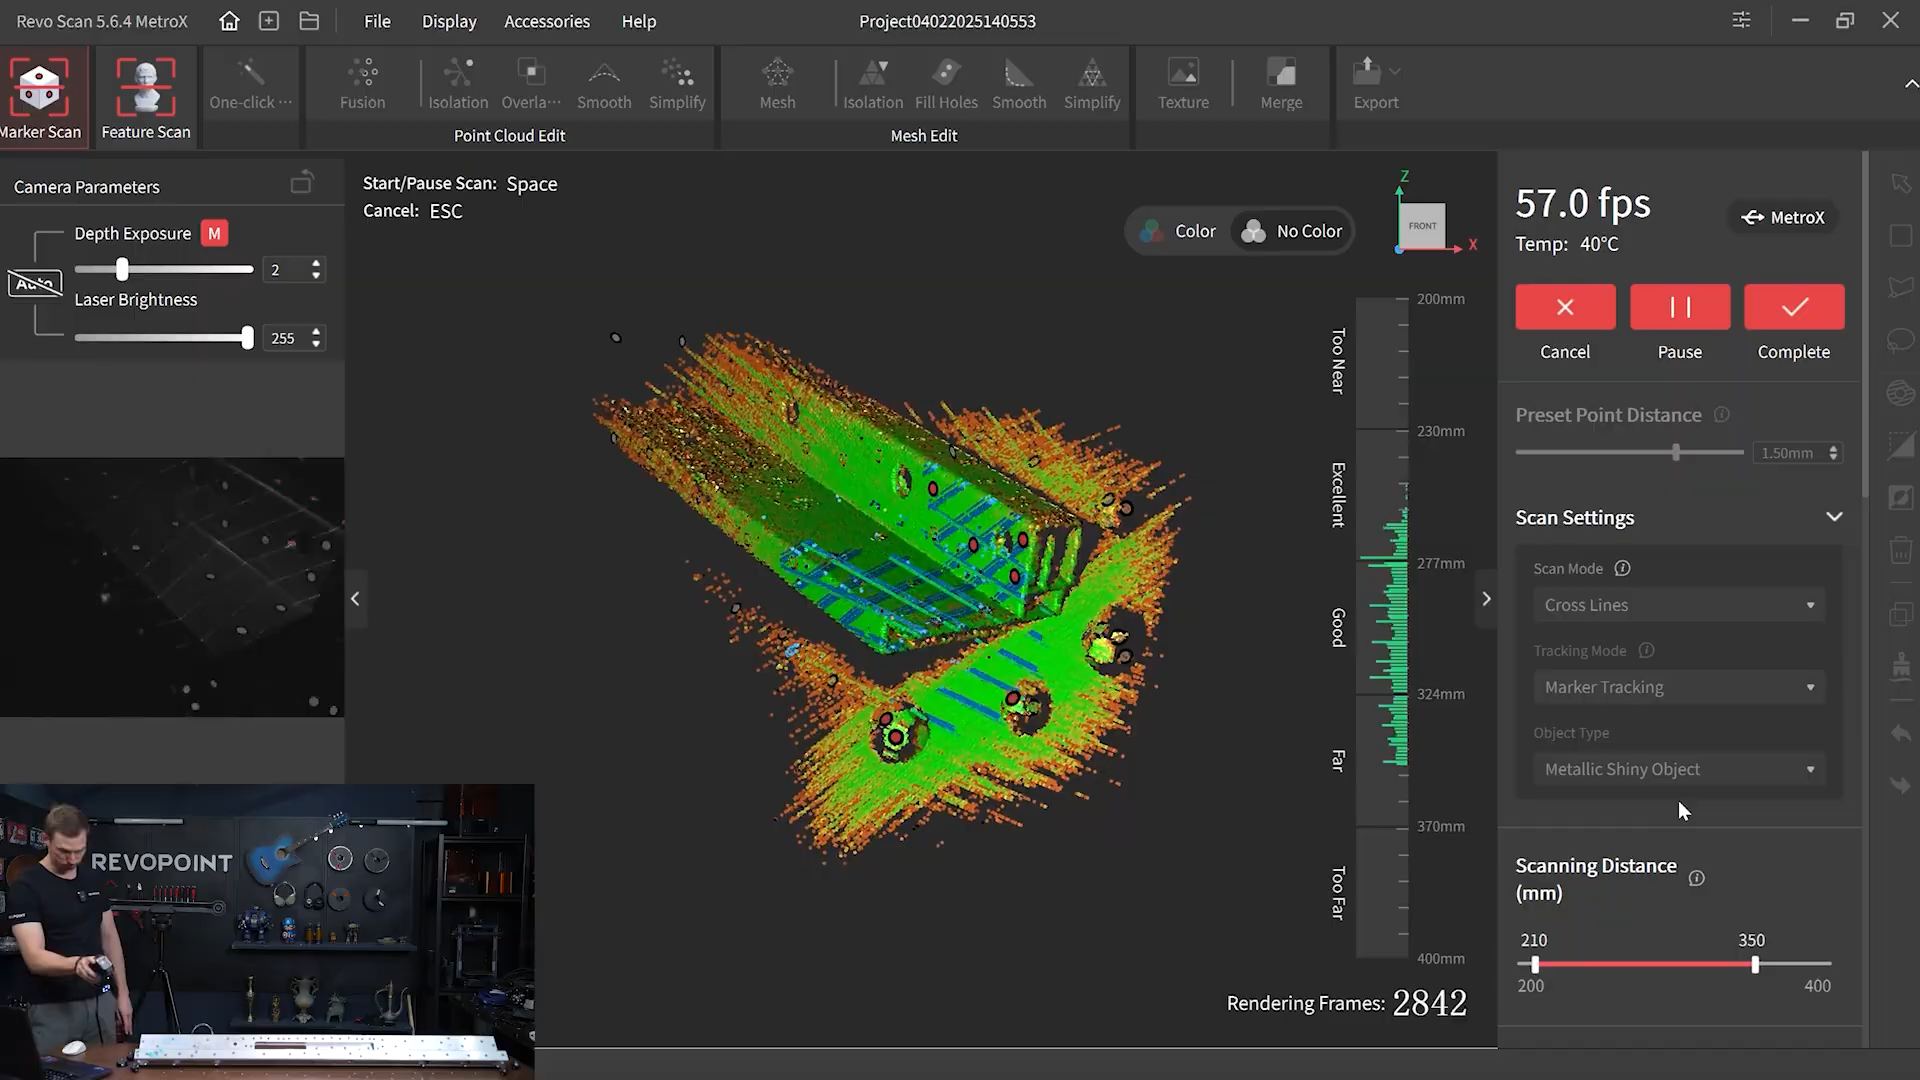 Revo Scan 5.6.4 MetroX
File
Display
Accessories
Help
Project04022025140553
Marker Scan
Feature Scan
One-click ···
Fusion
Isolation
Overla···
Smooth
Simplify
Point Cloud Edit
Mesh
Isolation
Fill Holes
Smooth
Simplify
Mesh Edit
Texture
Merge
Export
Camera Parameters
Depth Exposure M
2
Auto
Laser Brightness
255
Start/Pause Scan: Space
Cancel: ESC
Color
No Color
Z
FRONT
X
200mm
Too Near
230mm
Excellent
277mm
Good
324mm
Far
370mm
Too Far
400mm
Rendering Frames: 2842
57.0 fps
MetroX
Temp: 40°C
Cancel
Pause
Complete
Preset Point Distance
1.50mm
Scan Settings
Scan Mode
Cross Lines
Tracking Mode
Marker Tracking
Object Type
Metallic Shiny Object
Scanning Distance
(mm)
210
350
200
400
REVOPOINT